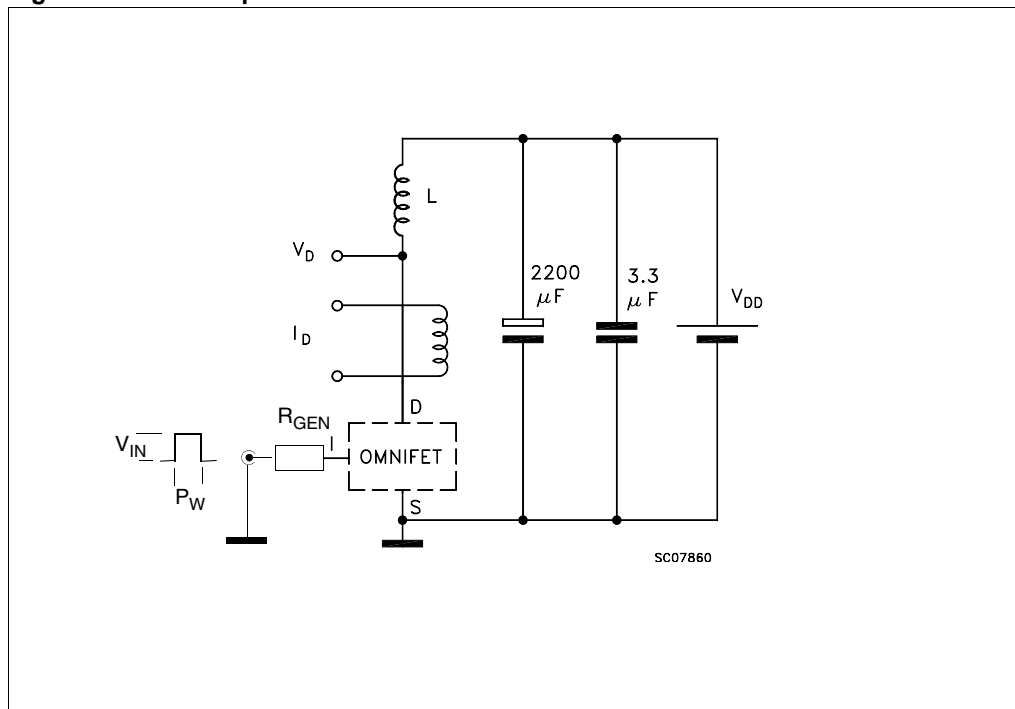 L
V_D
2200
µF
3.3
µF
V_DD
I_D
D
R_GEN
I
V_IN
OMNIFET
P_W
S
SC07860